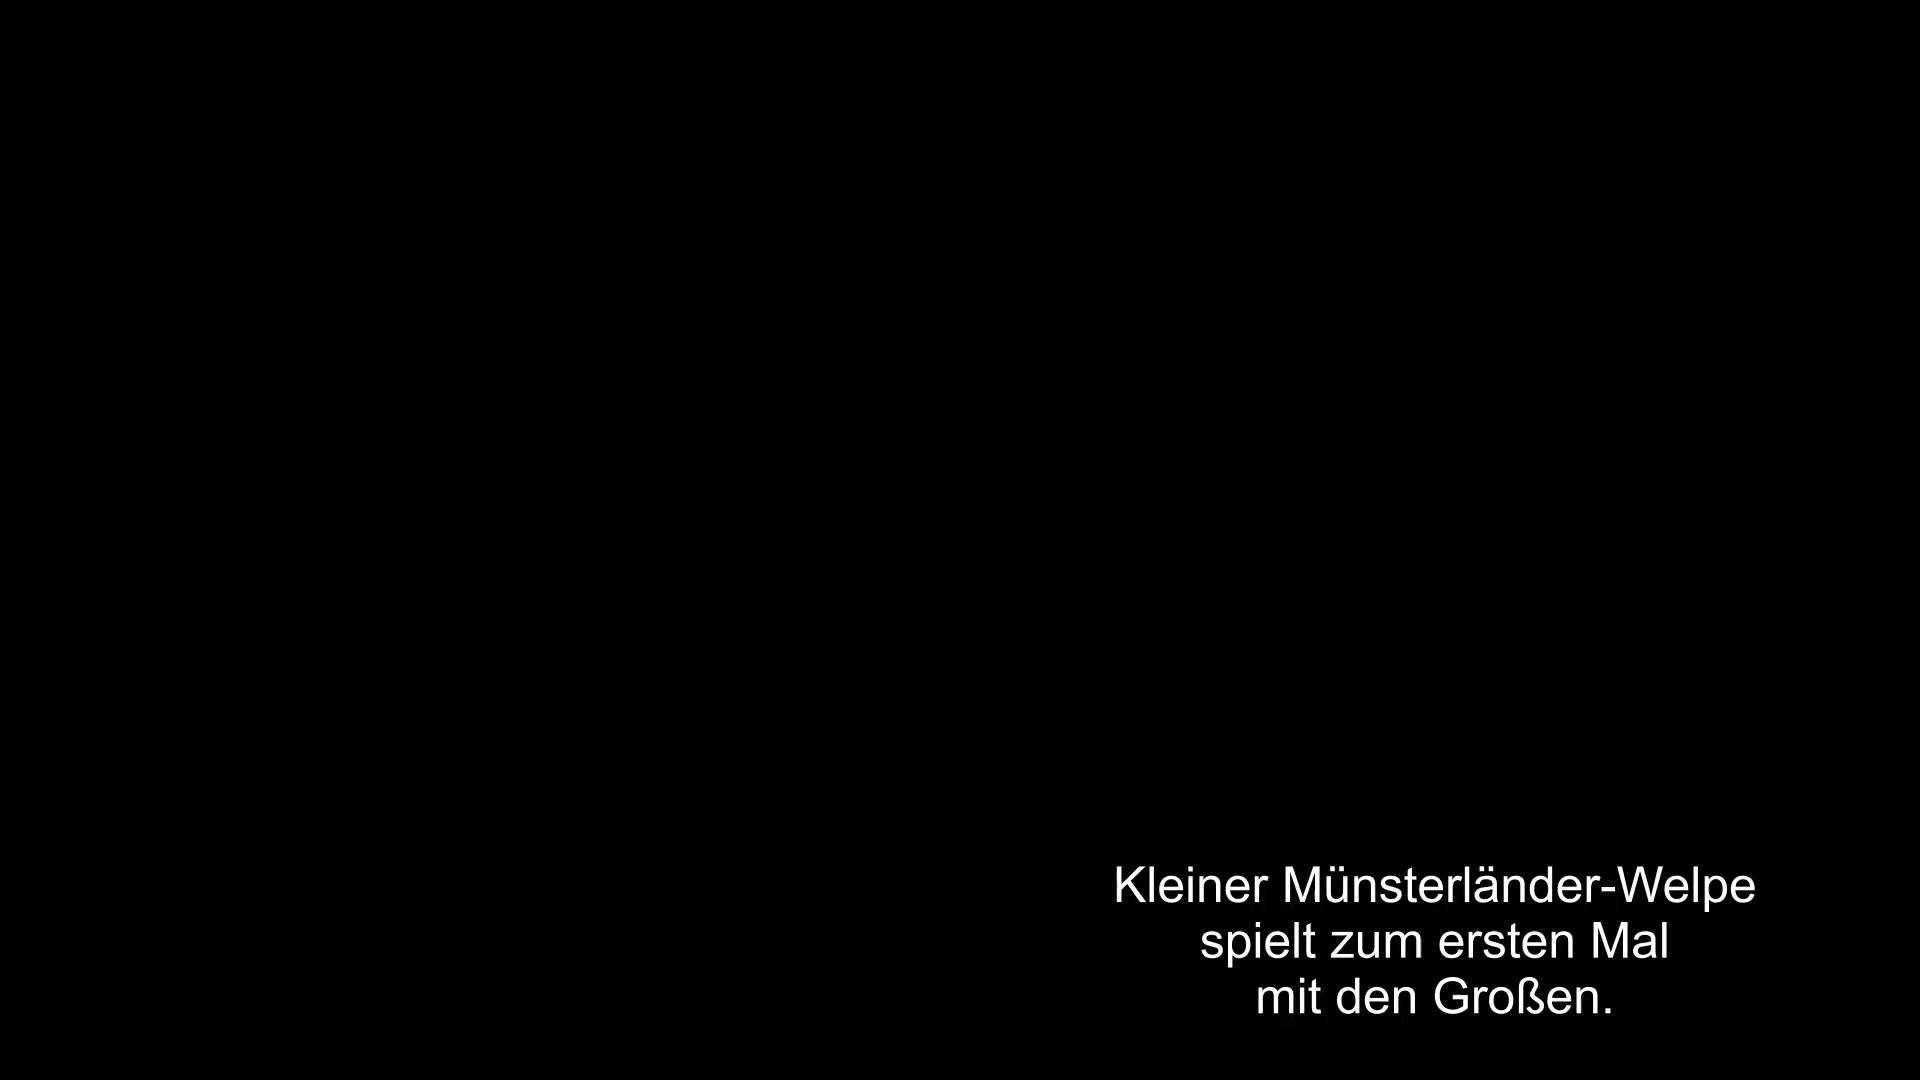 Kleiner Münsterländer-Welpe
spielt zum ersten Mal
mit den Großen.